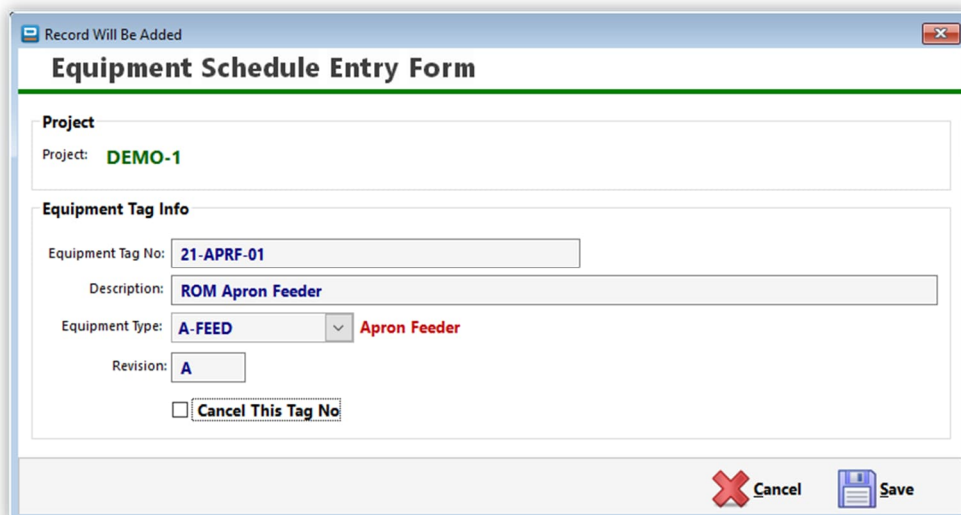 Record Will Be Added
Equipment Schedule Entry Form
Project
Project: DEMO-1
Equipment Tag Info
Equipment Tag No: 21-APRF-01
Description: ROM Apron Feeder
Equipment Type: A-FEED Apron Feeder
Revision: A
Cancel This Tag No
Cancel Save